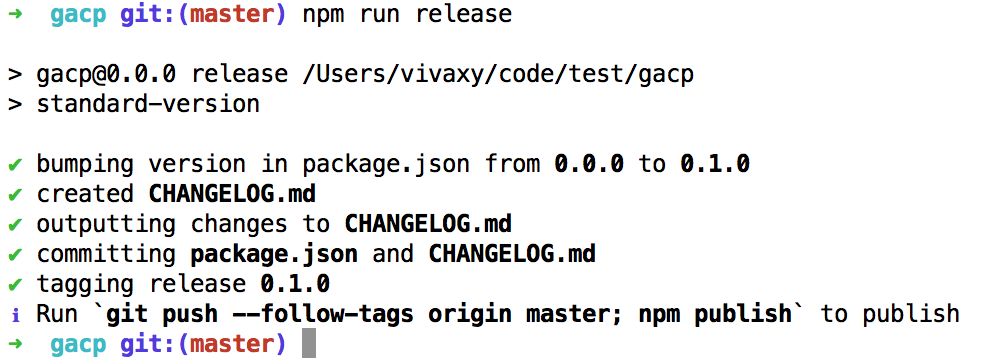 ➜ gacp git:(master) npm run release
> gacp@0.0.0 release /Users/vivaxy/code/test/gacp
> standard-version
✔ bumping version in package.json from 0.0.0 to 0.1.0
✔ created CHANGELOG.md
✔ outputting changes to CHANGELOG.md
✔ committing package.json and CHANGELOG.md
✔ tagging release 0.1.0
ℹ Run `git push --follow-tags origin master; npm publish` to publish
➜ gacp git:(master)